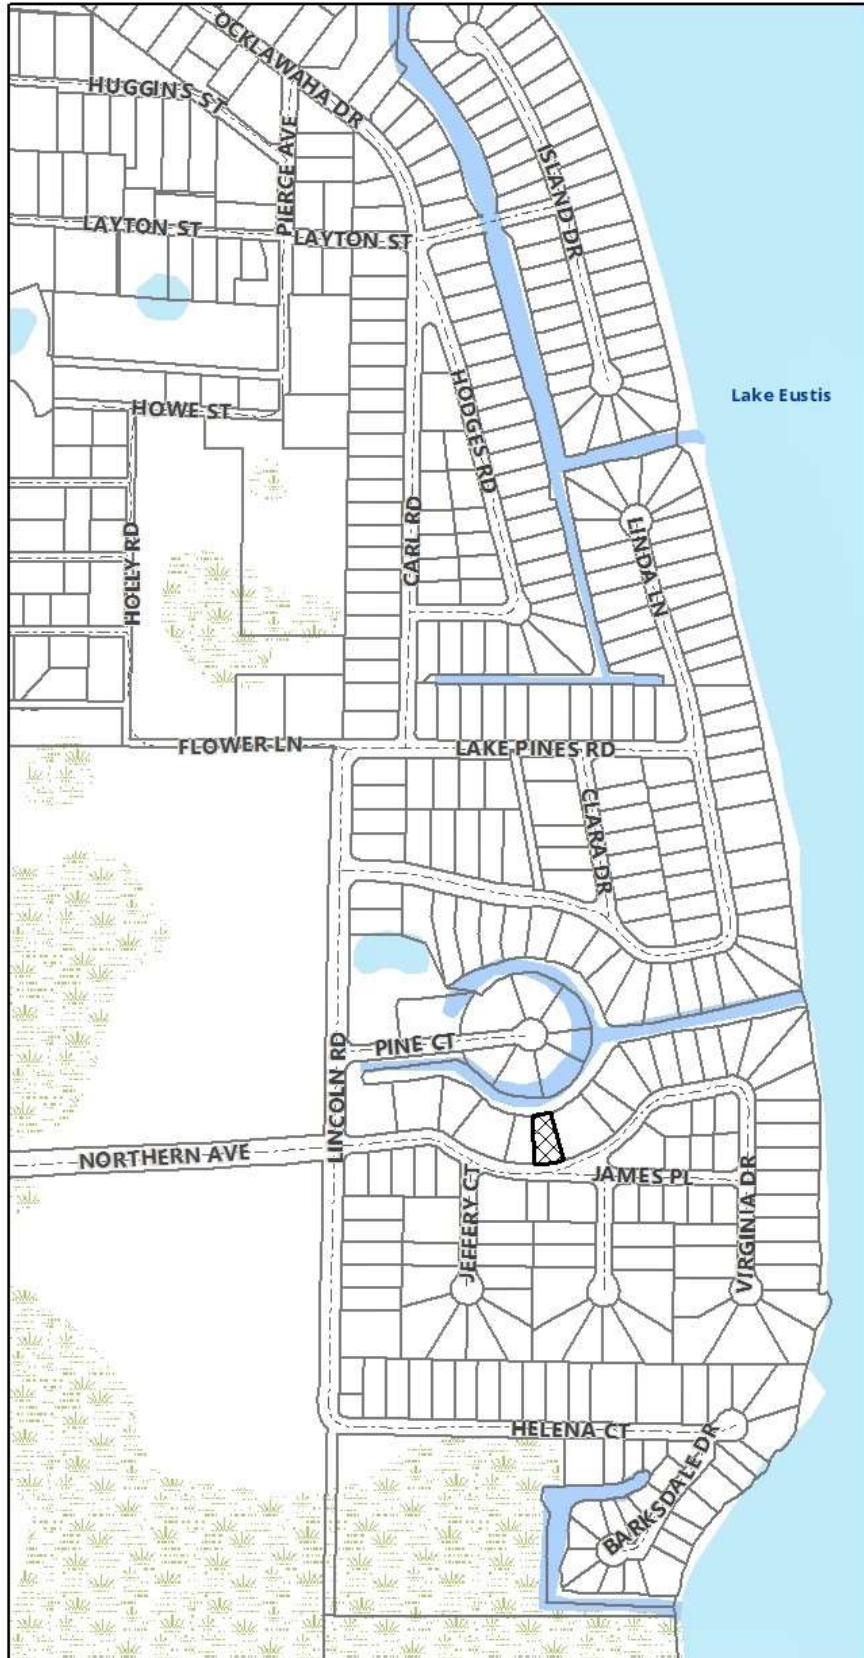 OCKLAWAHA DR
HUGGINS ST
PIERCE AVE
ISLAND DR
LAYTON ST
LAYTON ST
HODGES RD
Lake Eustis
HOWE ST
CARL RD
HOLLY RD
LINDA LN
FLOWER LN
LAKE PINES RD
CLARA DR
PINE CT
LINCOLN RD
NORTHERN AVE
JAMES PL
JEFFERY CT
VIRGINIA DR
HELENA CT
BARKSDALE DR